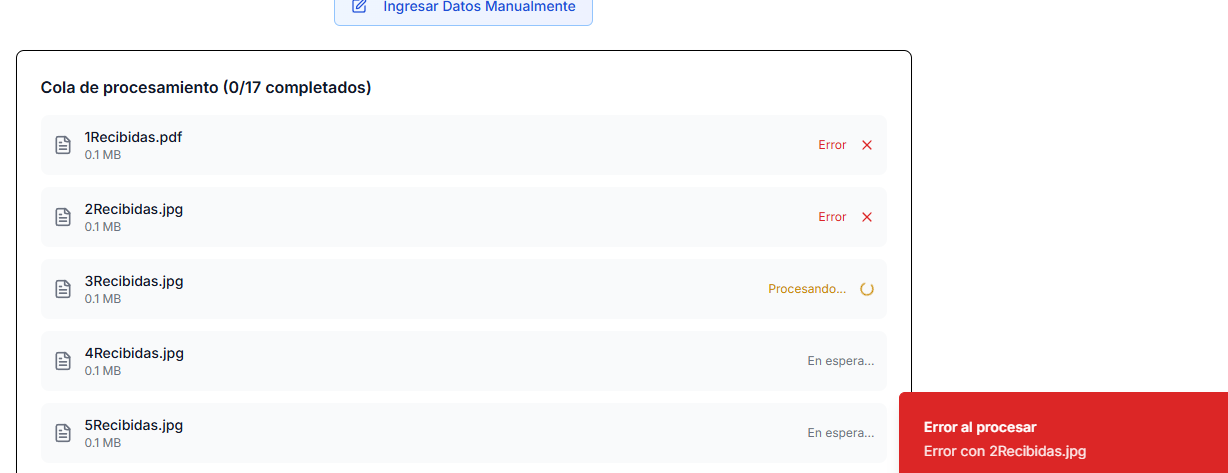 Ingresar Datos Manualmente
Cola de procesamiento (0/17 completados)
1Recibidas.pdf
0.1 MB
Error
2Recibidas.jpg
0.1 MB
Error
3Recibidas.jpg
0.1 MB
Procesando...
4Recibidas.jpg
0.1 MB
En espera...
5Recibidas.jpg
0.1 MB
En espera...
Error al procesar
Error con 2Recibidas.jpg